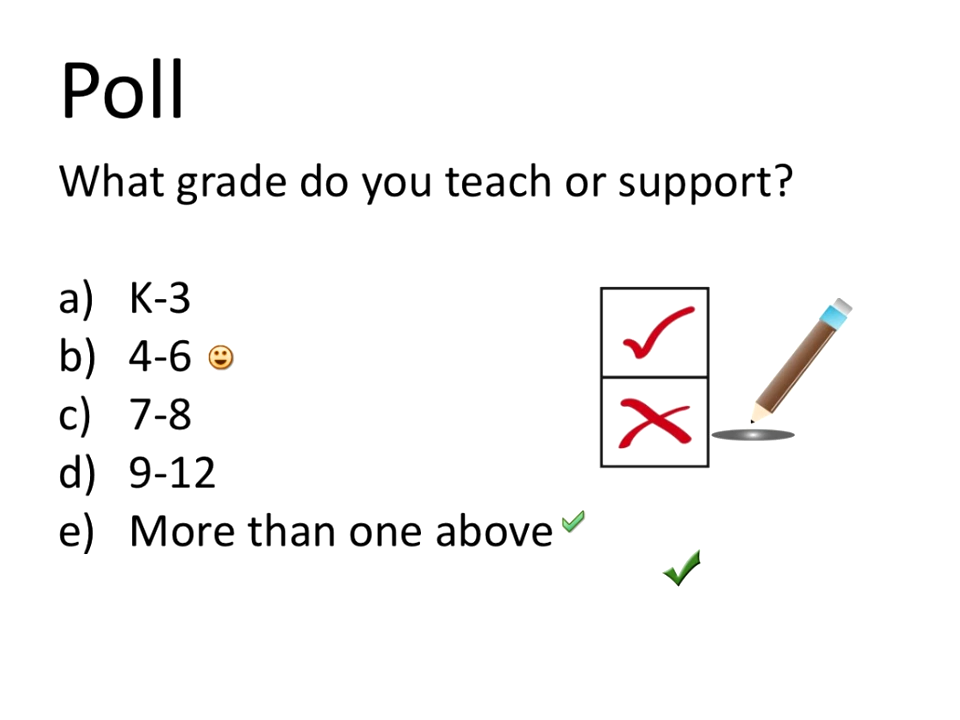 Poll
What grade do you teach or support?
a) K-3
b) 4-6
c) 7-8
d) 9-12
e) More than one above